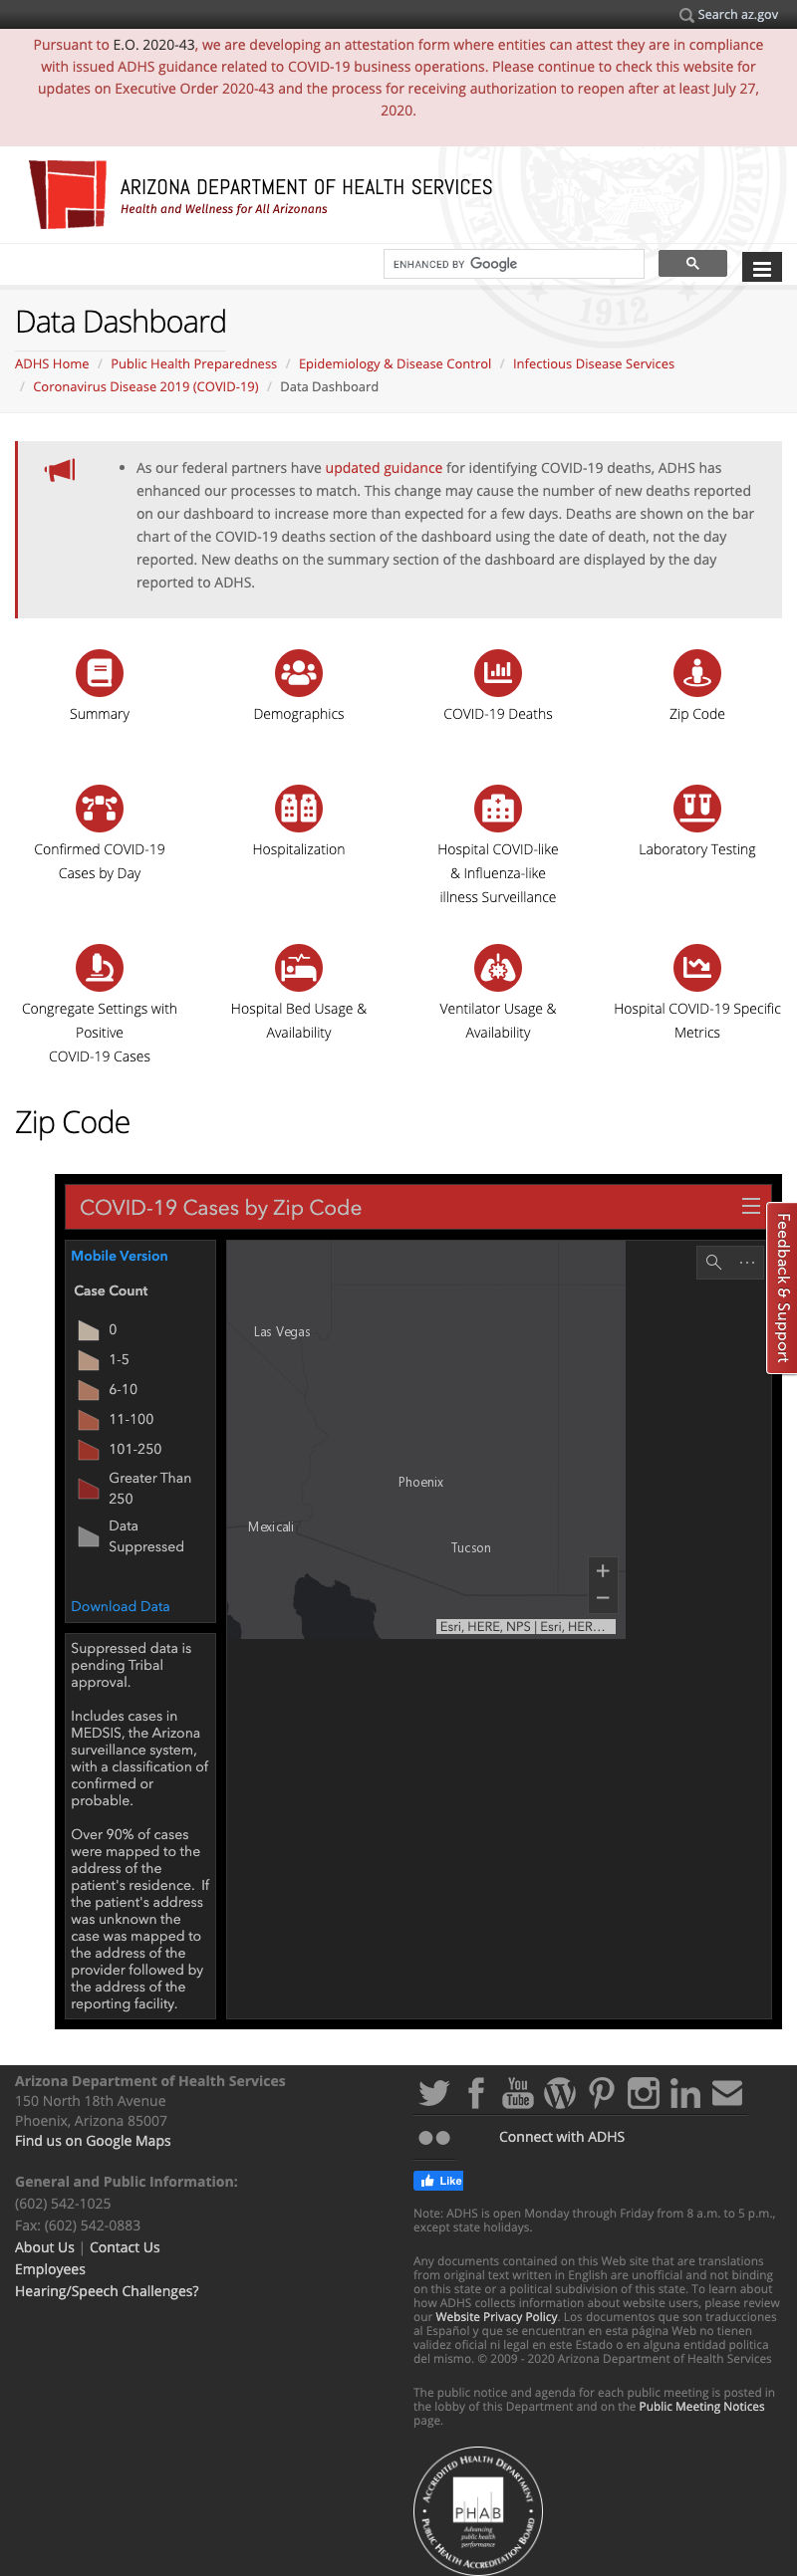 Search az.gov
Pursuant to E.O. 2020-43, we are developing an attestation form where entities can attest they are in compliance
with issued ADHS guidance related to COVID-19 business operations. Please continue to check this website for
updates on Executive Order 2020-43 and the process for receiving authorization to reopen after at least July 27,
2020.
ARIZONA DEPARTMENT OF HEALTH SERVICES
Health and Wellness for All Arizonans
ENHANCED BY Google
1912
Data Dashboard
ADHS Home / Public Health Preparedness / Epidemiology & Disease Control / Infectious Disease Services
/ Coronavirus Disease 2019 (COVID-19) / Data Dashboard
• As our federal partners have updated guidance for identifying COVID-19 deaths, ADHS has
enhanced our processes to match. This change may cause the number of new deaths reported
on our dashboard to increase more than expected for a few days. Deaths are shown on the bar
chart of the COVID-19 deaths section of the dashboard using the date of death, not the day
reported. New deaths on the summary section of the dashboard are displayed by the day
reported to ADHS.
Summary
Demographics
COVID-19 Deaths
Zip Code
Confirmed COVID-19
Cases by Day
Hospitalization
Hospital COVID-like
& Influenza-like
illness Surveillance
Laboratory Testing
Congregate Settings with
Positive
COVID-19 Cases
Hospital Bed Usage &
Availability
Ventilator Usage &
Availability
Hospital COVID-19 Specific
Metrics
Zip Code
COVID-19 Cases by Zip Code
Feedback & Support
Mobile Version
Case Count
0
1-5
6-10
11-100
101-250
Greater Than
250
Data
Suppressed
Download Data
Las Vegas
Phoenix
Mexicali
Tucson
+
−
Esri, HERE, NPS | Esri, HER...
Suppressed data is
pending Tribal
approval.
Includes cases in
MEDSIS, the Arizona
surveillance system,
with a classification of
confirmed or
probable.
Over 90% of cases
were mapped to the
address of the
patient's residence. If
the patient's address
was unknown the
case was mapped to
the address of the
provider followed by
the address of the
reporting facility.
Arizona Department of Health Services
150 North 18th Avenue
Phoenix, Arizona 85007
Find us on Google Maps
General and Public Information:
(602) 542-1025
Fax: (602) 542-0883
About Us | Contact Us
Employees
Hearing/Speech Challenges?
You
Tube
Connect with ADHS
Like
Note: ADHS is open Monday through Friday from 8 a.m. to 5 p.m.,
except state holidays.
Any documents contained on this Web site that are translations
from original text written in English are unofficial and not binding
on this state or a political subdivision of this state. To learn about
how ADHS collects information about website users, please review
our Website Privacy Policy. Los documentos que son traducciones
al Español y que se encuentran en esta página Web no tienen
validez oficial ni legal en este Estado o en alguna entidad politica
del mismo. © 2009 - 2020 Arizona Department of Health Services
The public notice and agenda for each public meeting is posted in
the lobby of this Department and on the Public Meeting Notices
page.
ACCREDITED HEALTH DEPARTMENT
PHAB
Advancing
public health
performance
PUBLIC HEALTH ACCREDITATION BOARD